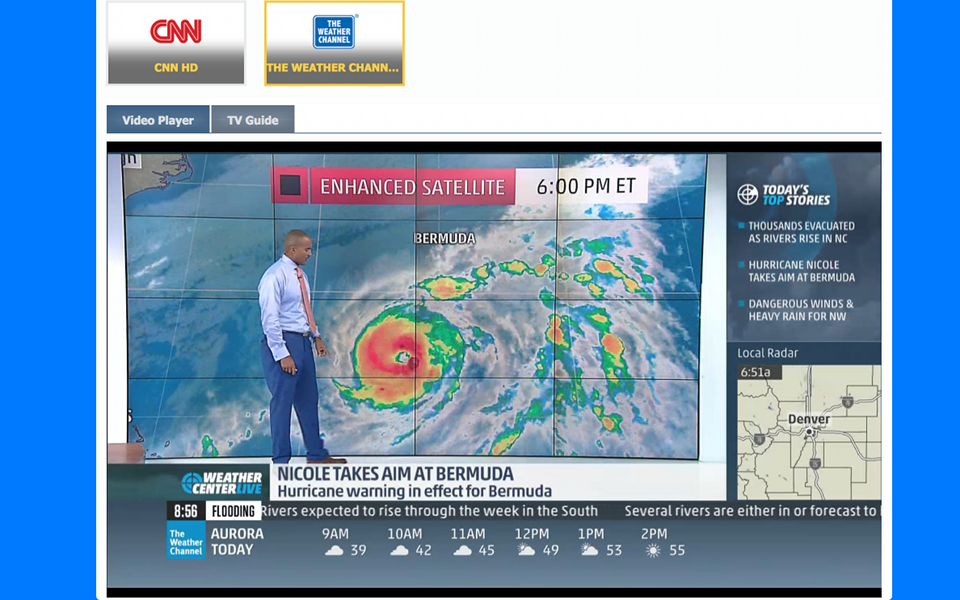 CNN
THE
WEATHER
CHANNEL
CNN HD
THE WEATHER CHANN...
Video Player
TV Guide
ENHANCED SATELLITE 6:00 PM ET
BERMUDA
TODAY'S
TOP STORIES
THOUSANDS EVACUATED
AS RIVERS RISE IN NC
HURRICANE NICOLE
TAKES AIM AT BERMUDA
DANGEROUS WINDS &
HEAVY RAIN FOR NW
Local Radar
6:51a
Denver
WEATHER
CENTER LIVE
NICOLE TAKES AIM AT BERMUDA
Hurricane warning in effect for Bermuda
8:56 FLOODING Rivers expected to rise through the week in the South Several rivers are either in or forecast to
The
Weather
Channel
AURORA
TODAY
9AM 10AM 11AM 12PM 1PM 2PM
39 42 45 49 53 55